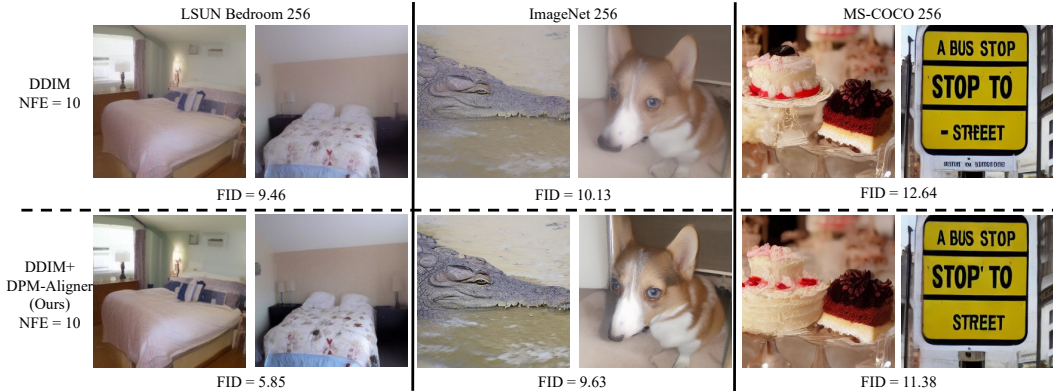 LSUN Bedroom 256
ImageNet 256
MS-COCO 256
DDIM
NFE = 10
A BUS STOP
STOP TO
- STREET
FID = 9.46
FID = 10.13
FID = 12.64
DDIM+
DPM-Aligner
(Ours)
NFE = 10
A BUS STOP
STOP' TO
STREET
FID = 5.85
FID = 9.63
FID = 11.38